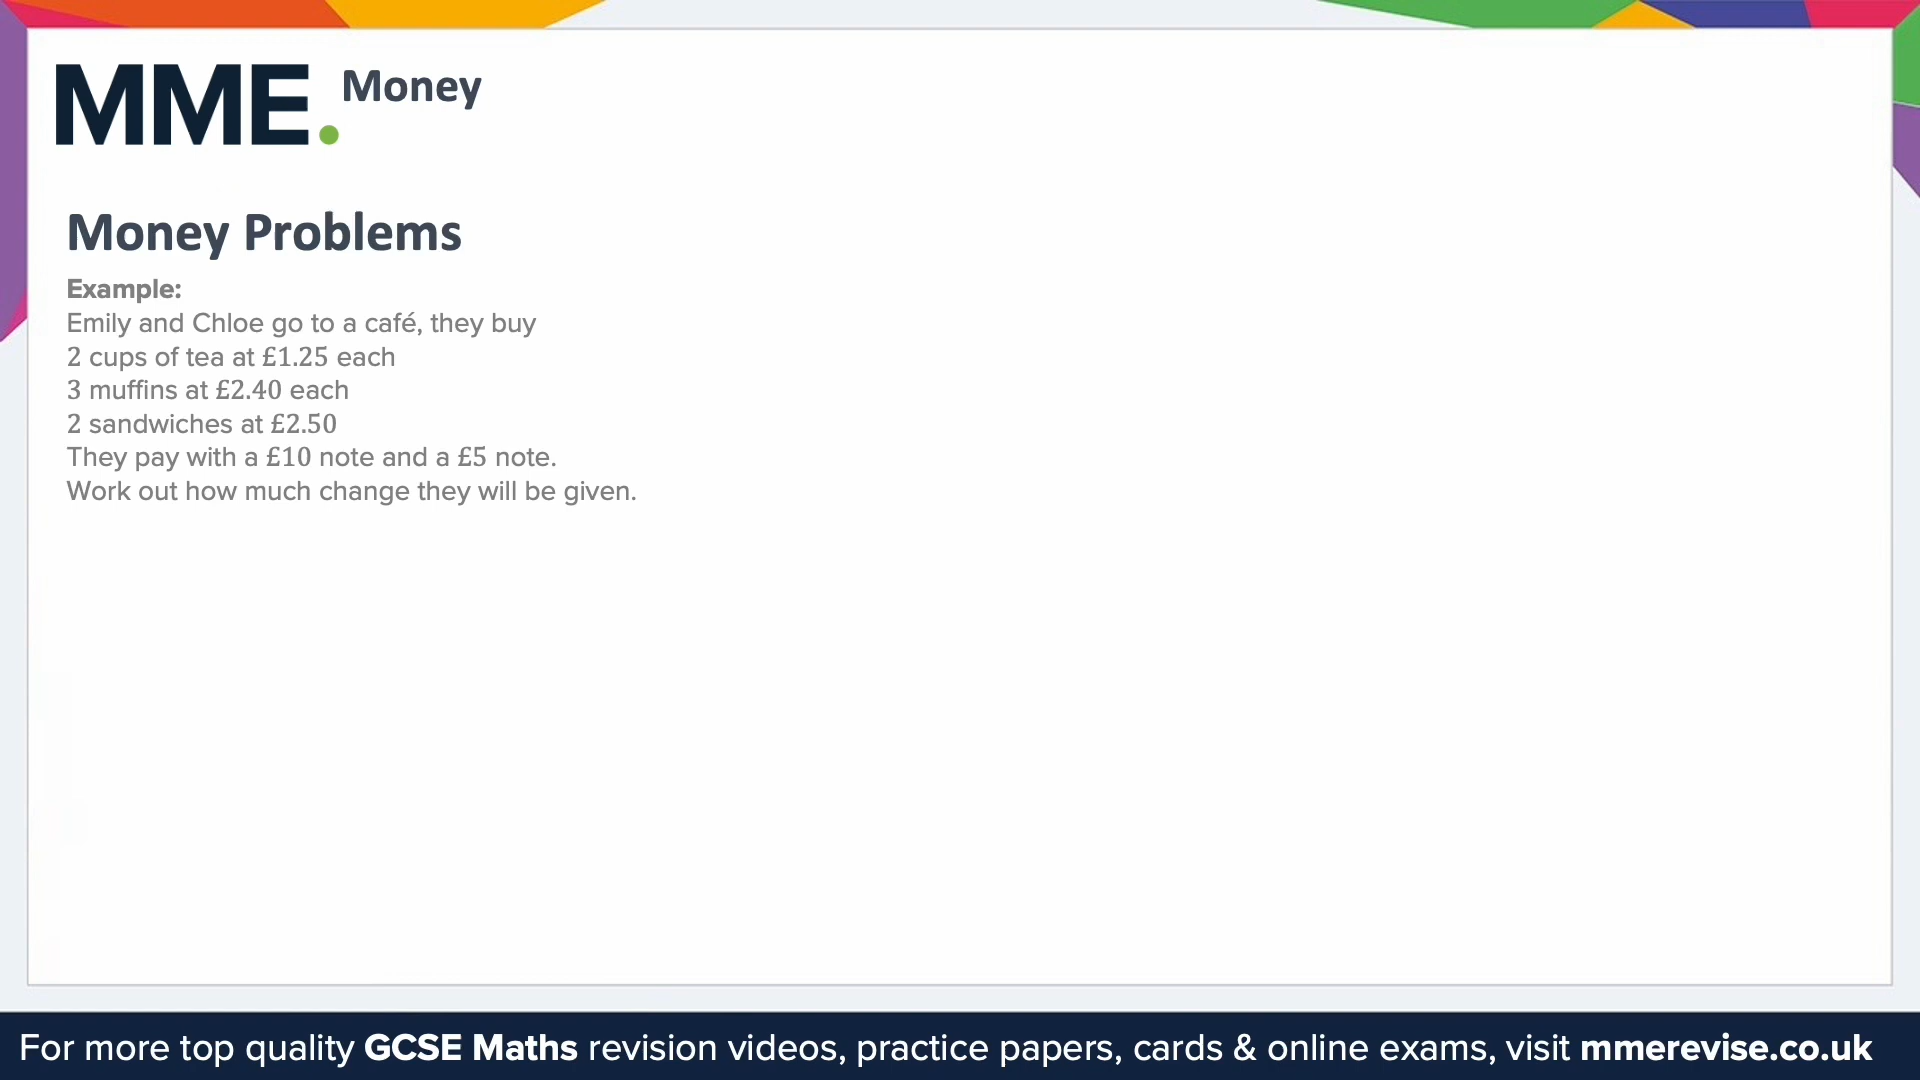 MME. Money
Money Problems
Example:
Emily and Chloe go to a café, they buy
2 cups of tea at £1.25 each
3 muffins at £2.40 each
2 sandwiches at £2.50
They pay with a £10 note and a £5 note.
Work out how much change they will be given.
For more top quality GCSE Maths revision videos, practice papers, cards & online exams, visit mmerevise.co.uk